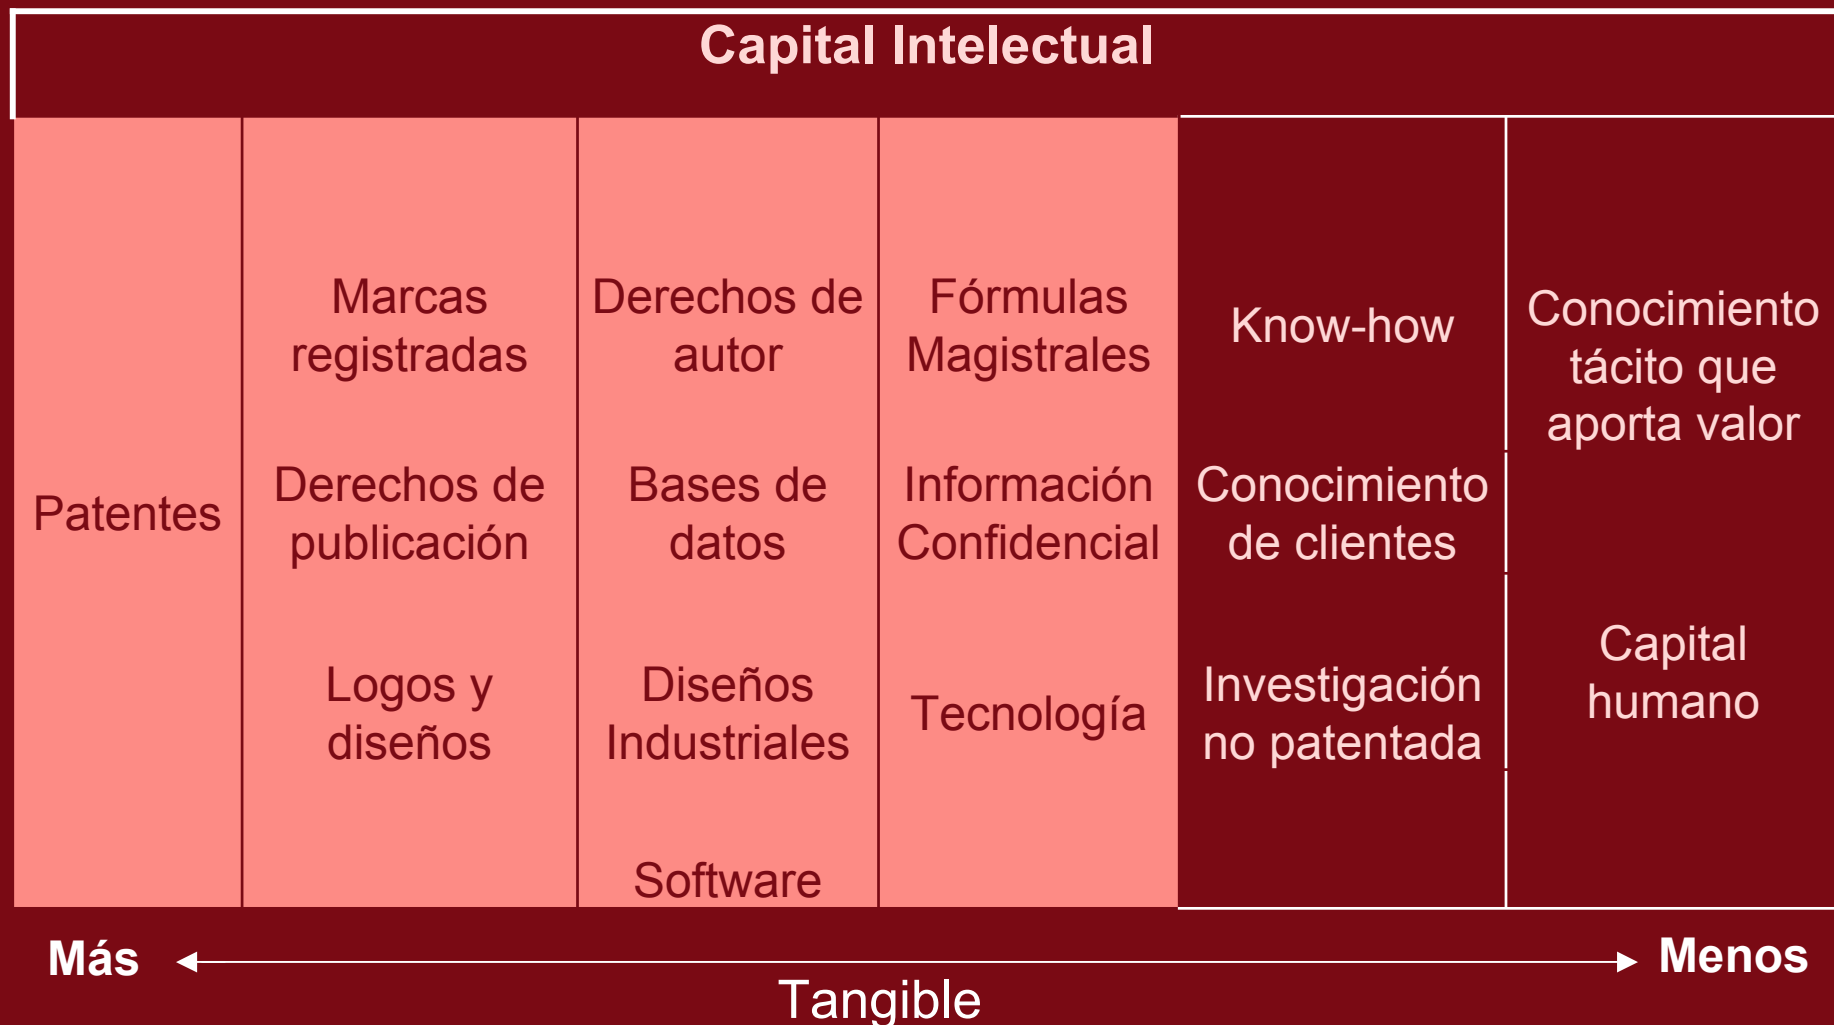 Capital Intelectual
Patentes
Marcas
registradas
Derechos de
publicación
Logos y
diseños
Derechos de
autor
Bases de
datos
Diseños
Industriales
Software
Fórmulas
Magistrales
Información
Confidencial
Tecnología
Know-how
Conocimiento
de clientes
Investigación
no patentada
Conocimiento
tácito que
aporta valor
Capital
humano
Más
Menos
Tangible